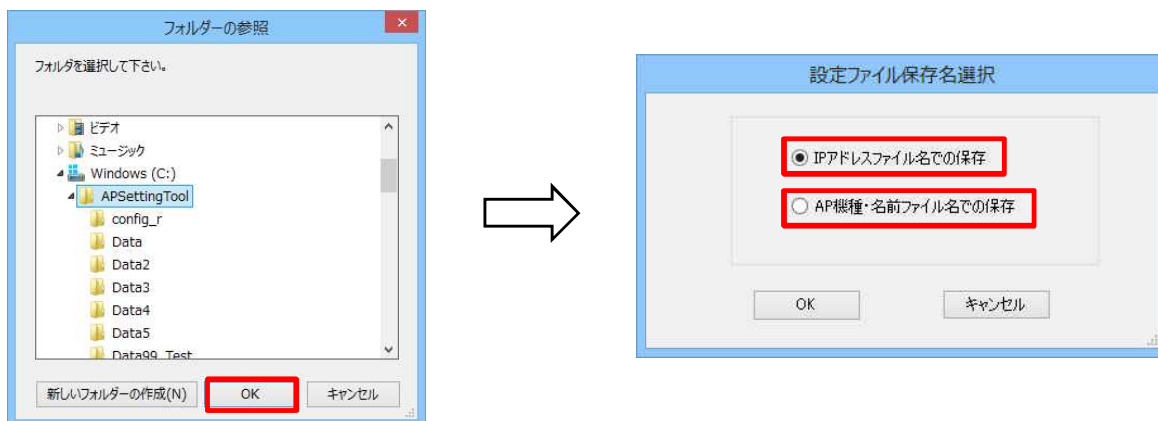 フォルダーの参照
フォルダを選択して下さい。
ビデオ
ミュージック
Windows (C:)
APSettingTool
config_r
Data
Data2
Data3
Data4
Data5
Data99_Test
新しいフォルダーの作成(N)
OK
キャンセル
設定ファイル保存名選択
IPアドレスファイル名での保存
AP機種・名前ファイル名での保存
OK
キャンセル